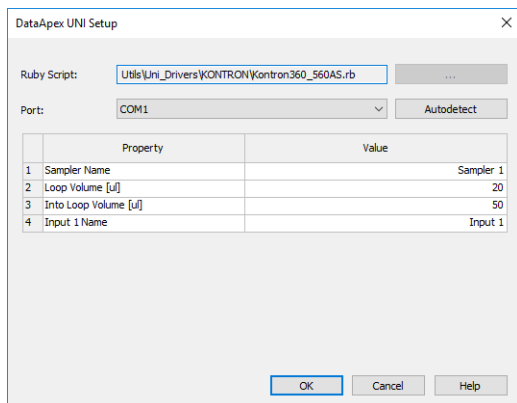 DataApex UNI Setup
Ruby Script: Utils\Uni_Drivers\KONTRON\Kontron360_560AS.rb ...
Port: COM1 Autodetect
Property Value
1 Sampler Name Sampler 1
2 Loop Volume [ul] 20
3 Into Loop Volume [ul] 50
4 Input 1 Name Input 1
OK Cancel Help